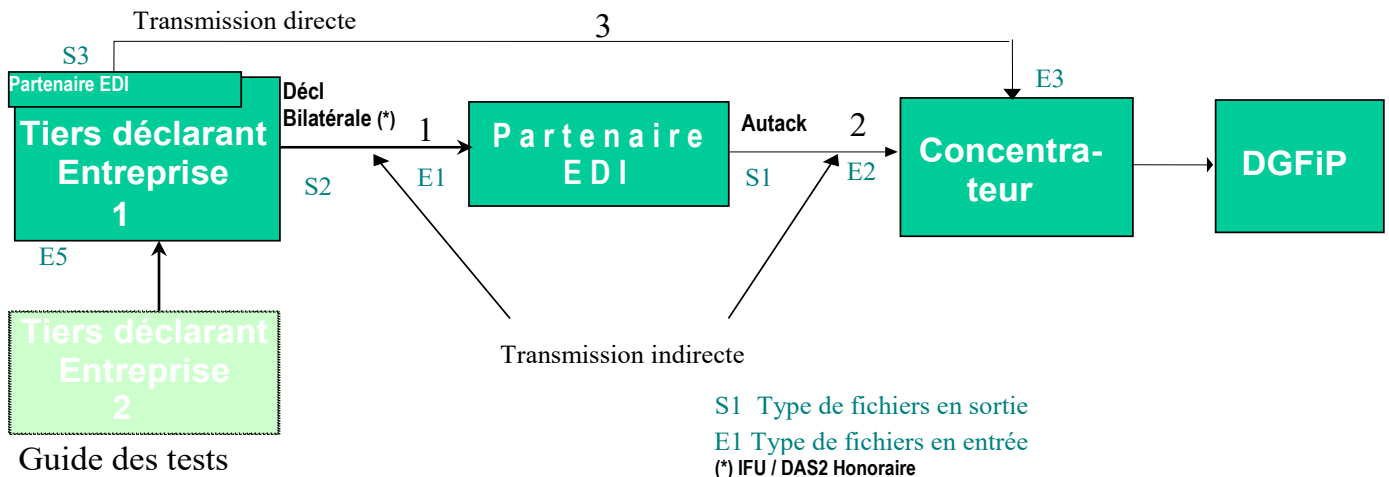 Transmission directe
3
S3
E3
Partenaire EDI
Décl
Bilatérale (*)
1
Autack
2
Tiers déclarant
Entreprise
1
Partenaire
EDI
Concentra-
teur
DGFiP
S2
E1
S1
E2
E5
Tiers déclarant
Entreprise
2
Transmission indirecte
S1 Type de fichiers en sortie
E1 Type de fichiers en entrée
(*) IFU / DAS2 Honoraire
Guide des tests